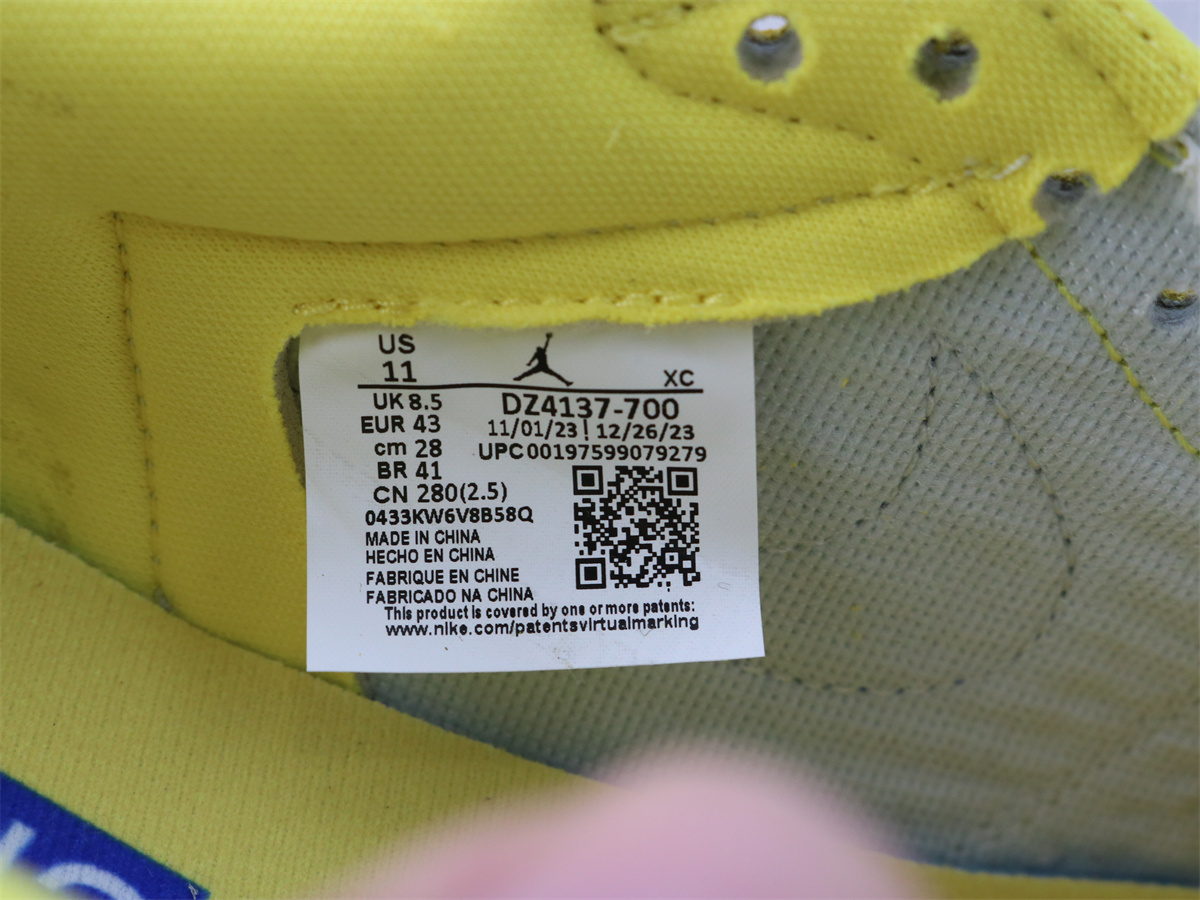 US
11
XC
UK 8.5
EUR 43
cm 28
BR 41
CN 280(2.5)
DZ4137-700
11/01/23 | 12/26/23
UPC00197599079279
0433KW6V8B58Q
MADE IN CHINA
HECHO EN CHINA
FABRIQUE EN CHINE
FABRICADO NA CHINA
This product is covered by one or more patents:
www.nike.com/patentsvirtualmarking